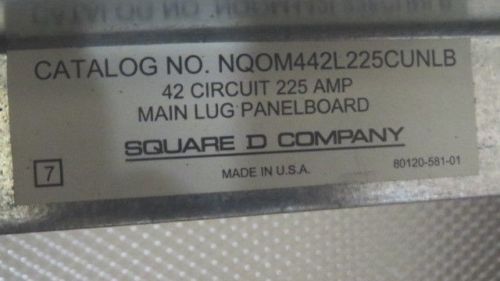 CATALOG NO. NQOM442L225CUNLB
42 CIRCUIT 225 AMP
MAIN LUG PANELBOARD
SQUARE D COMPANY
7
MADE IN U.S.A.
80120-581-01